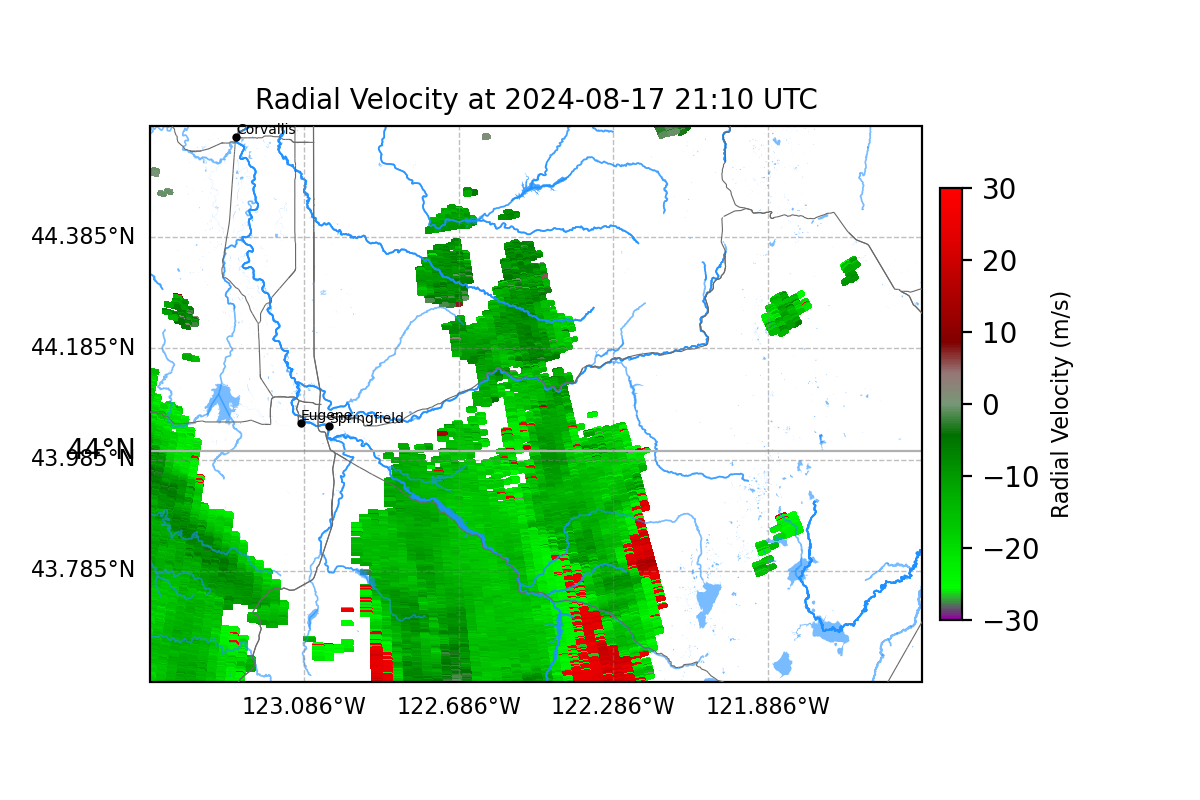 Radial Velocity at 2024-08-17 21:10 UTC
Corvallis
44.385°N
44.185°N
Eugene
Springfield
44°N
43.985°N
43.785°N
123.086°W 122.686°W 122.286°W 121.886°W
30
20
10
0
−10
−20
−30
Radial Velocity (m/s)